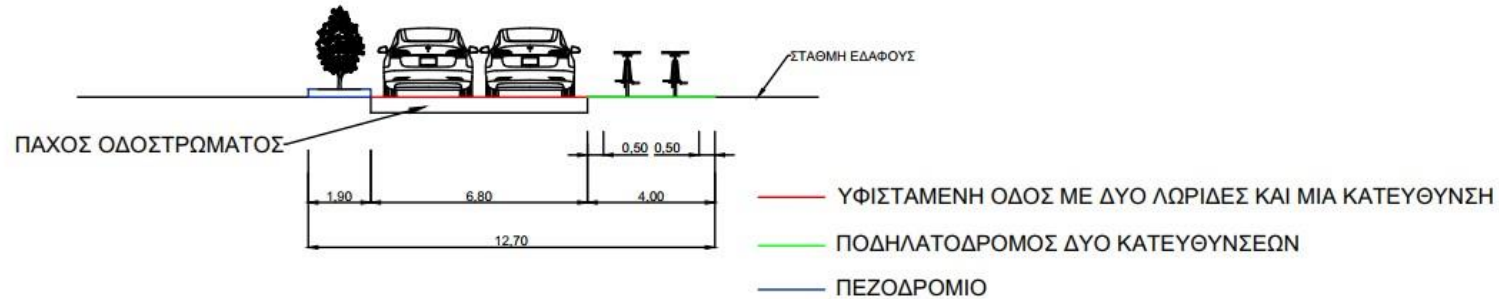 ΣΤΑΘΜΗ ΕΔΑΦΟΥΣ
ΠΑΧΟΣ ΟΔΟΣΤΡΩΜΑΤΟΣ
0,50 0,50
1,90 6,80 4,00
12,70
ΥΦΙΣΤΑΜΕΝΗ ΟΔΟΣ ΜΕ ΔΥΟ ΛΩΡΙΔΕΣ ΚΑΙ ΜΙΑ ΚΑΤΕΥΘΥΝΣΗ
ΠΟΔΗΛΑΤΟΔΡΟΜΟΣ ΔΥΟ ΚΑΤΕΥΘΥΝΣΕΩΝ
ΠΕΖΟΔΡΟΜΙΟ